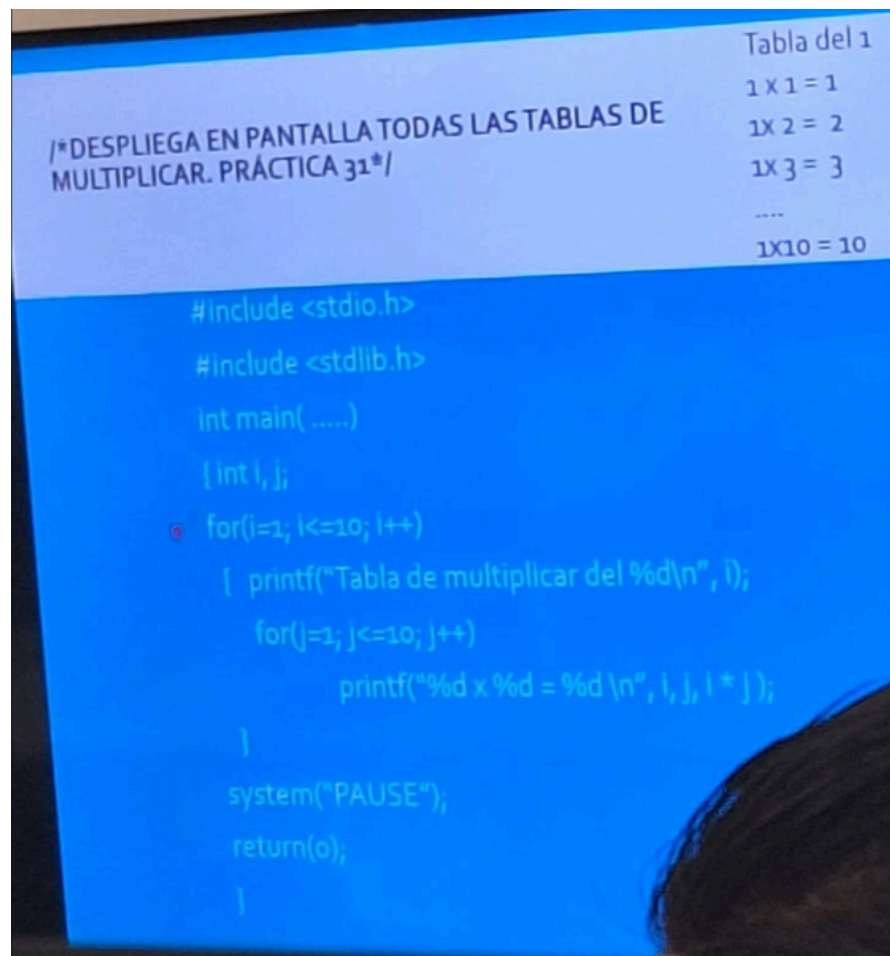 /*DESPLIEGA EN PANTALLA TODAS LAS TABLAS DE
MULTIPLICAR. PRÁCTICA 31*/
Tabla del 1
1 X 1 = 1
1X 2 = 2
1X 3 = 3
....
1X10 = 10
#include <stdio.h>
#include <stdlib.h>
int main( .....)
{ int i, j;
for(i=1; i<=10; i++)
{ printf("Tabla de multiplicar del %d\n", i);
for(j=1; j<=10; j++)
printf("%d x %d = %d \n", i, j, i * j );
}
system("PAUSE");
return(0);
}